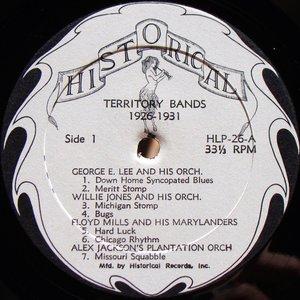 HISTORICAL
TERRITORY BANDS
1926-1931
Side 1
HLP-26-A
33⅓ RPM
GEORGE E. LEE AND HIS ORCH.
1. Down Home Syncopated Blues
2. Meritt Stomp
WILLIE JONES AND HIS ORCH.
3. Michigan Stomp
4. Bugs
FLOYD MILLS AND HIS MARYLANDERS
5. Hard Luck
6. Chicago Rhythm
ALEX JACKSON'S PLANTATION ORCH
7. Missouri Squabble
Mfd. by Historical Records, Inc.